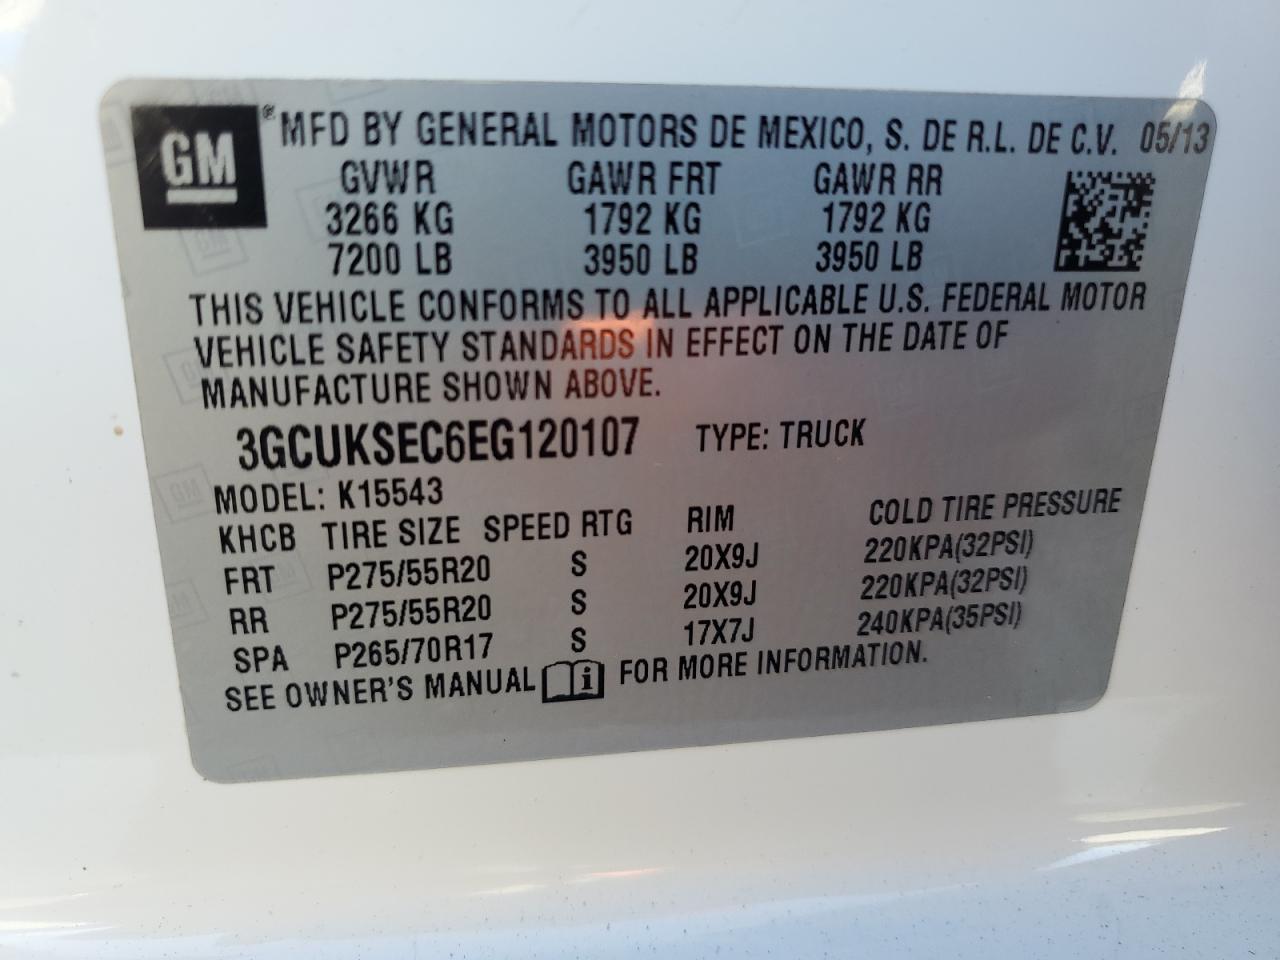 GM ® MFD BY GENERAL MOTORS DE MEXICO, S. DE R.L. DE C.V. 05/13
GVWR GAWR FRT GAWR RR
3266 KG 1792 KG 1792 KG
7200 LB 3950 LB 3950 LB
THIS VEHICLE CONFORMS TO ALL APPLICABLE U.S. FEDERAL MOTOR
VEHICLE SAFETY STANDARDS IN EFFECT ON THE DATE OF
MANUFACTURE SHOWN ABOVE.
3GCUKSEC6EG120107 TYPE: TRUCK
MODEL: K15543
KHCB TIRE SIZE SPEED RTG RIM COLD TIRE PRESSURE
FRT P275/55R20 S 20X9J 220KPA(32PSI)
RR P275/55R20 S 20X9J 220KPA(32PSI)
SPA P265/70R17 S 17X7J 240KPA(35PSI)
SEE OWNER'S MANUAL i FOR MORE INFORMATION.